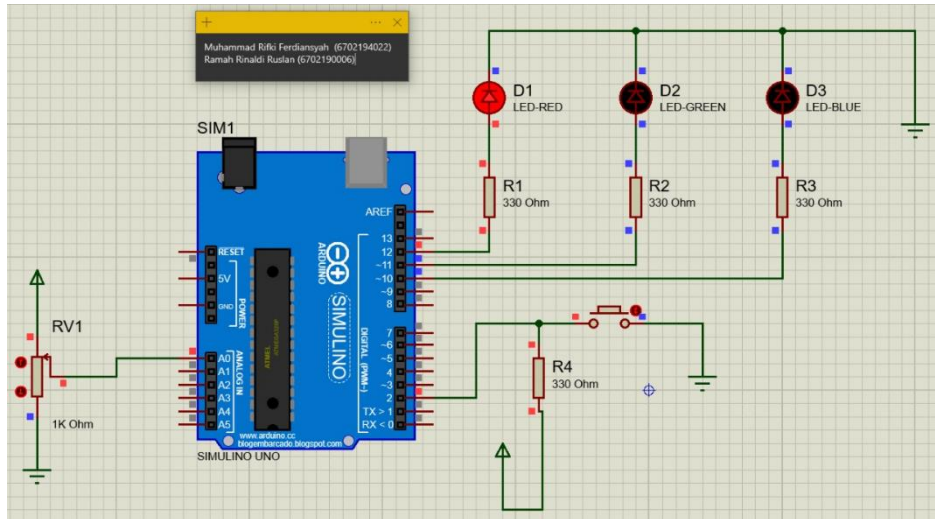 + ... ×
Muhammad Rifki Ferdiansyah (6702194022)
Ramah Rinaldi Ruslan (6702190006)
D1
LED-RED
D2
LED-GREEN
D3
LED-BLUE
SIM1
R1
330 Ohm
R2
330 Ohm
R3
330 Ohm
AREF
13
12
~11
~10
~9
8
RESET
5V
GND
POWER
ARDUINO
SIMULINO
RV1
1K Ohm
A0
A1
A2
A3
A4
A5
ANALOG IN
ATMEL
DIGITAL (PWM~)
7
~6
~5
4
~3
2
TX > 1
RX < 0
R4
330 Ohm
www.arduino.cc
blogembarcado.blogspot.com
SIMULINO UNO